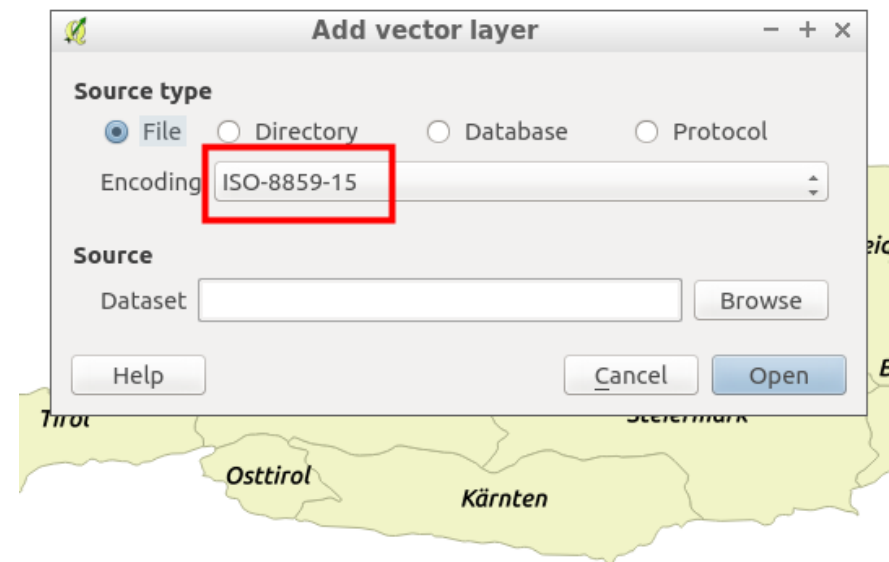 Add vector layer
Source type
File Directory Database Protocol
Encoding ISO-8859-15
Source
Dataset Browse
Help Cancel Open
Tirol Steiermark
Osttirol
Kärnten